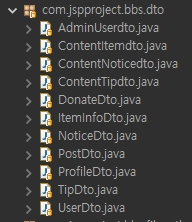 com.jspproject.bbs.dto
AdminUserdto.java
ContentItemdto.java
ContentNoticedto.java
ContentTipdto.java
DonateDto.java
ItemInfoDto.java
NoticeDto.java
PostDto.java
ProfileDto.java
TipDto.java
UserDto.java